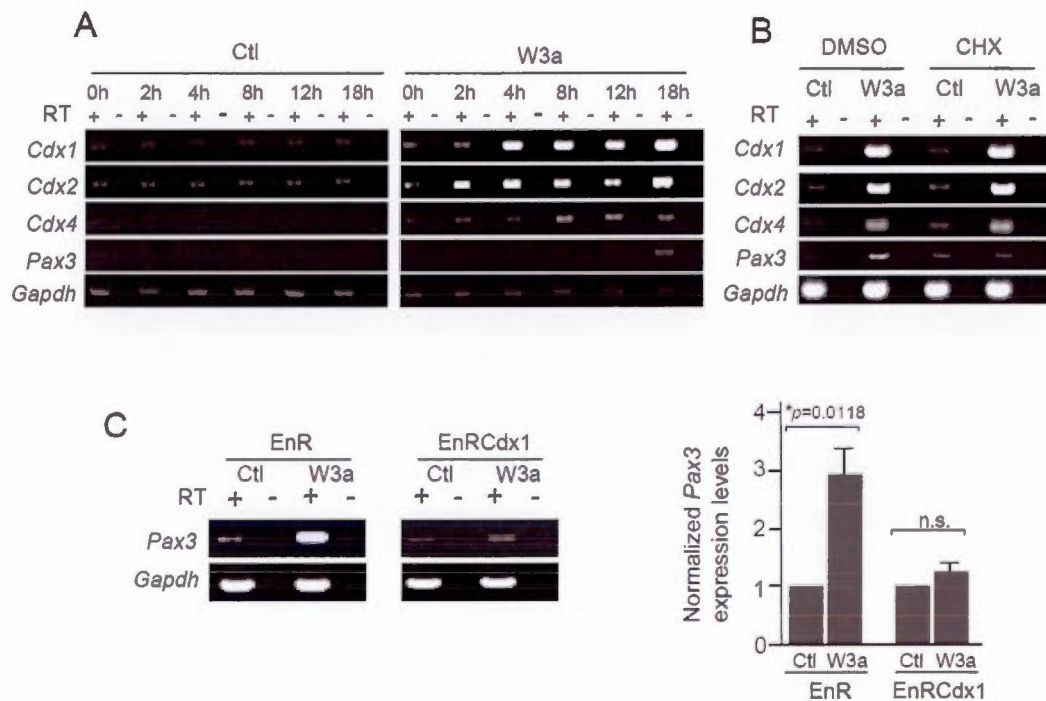 A
Ctl
W3a
0h 2h 4h 8h 12h 18h
0h 2h 4h 8h 12h 18h
RT + - + - + - + - + - + -
+ - + - + - + - + - + -
Cdx1
Cdx2
Cdx4
Pax3
Gapdh
B
DMSO CHX
Ctl W3a Ctl W3a
RT + - + - + - + -
Cdx1
Cdx2
Cdx4
Pax3
Gapdh
C
EnR EnRCdx1
Ctl W3a Ctl W3a
RT + - + - + - + -
Pax3
Gapdh
Normalized Pax3
expression levels
4
3
2
1
0
*p=0.0118
n.s.
Ctl W3a Ctl W3a
EnR EnRCdx1